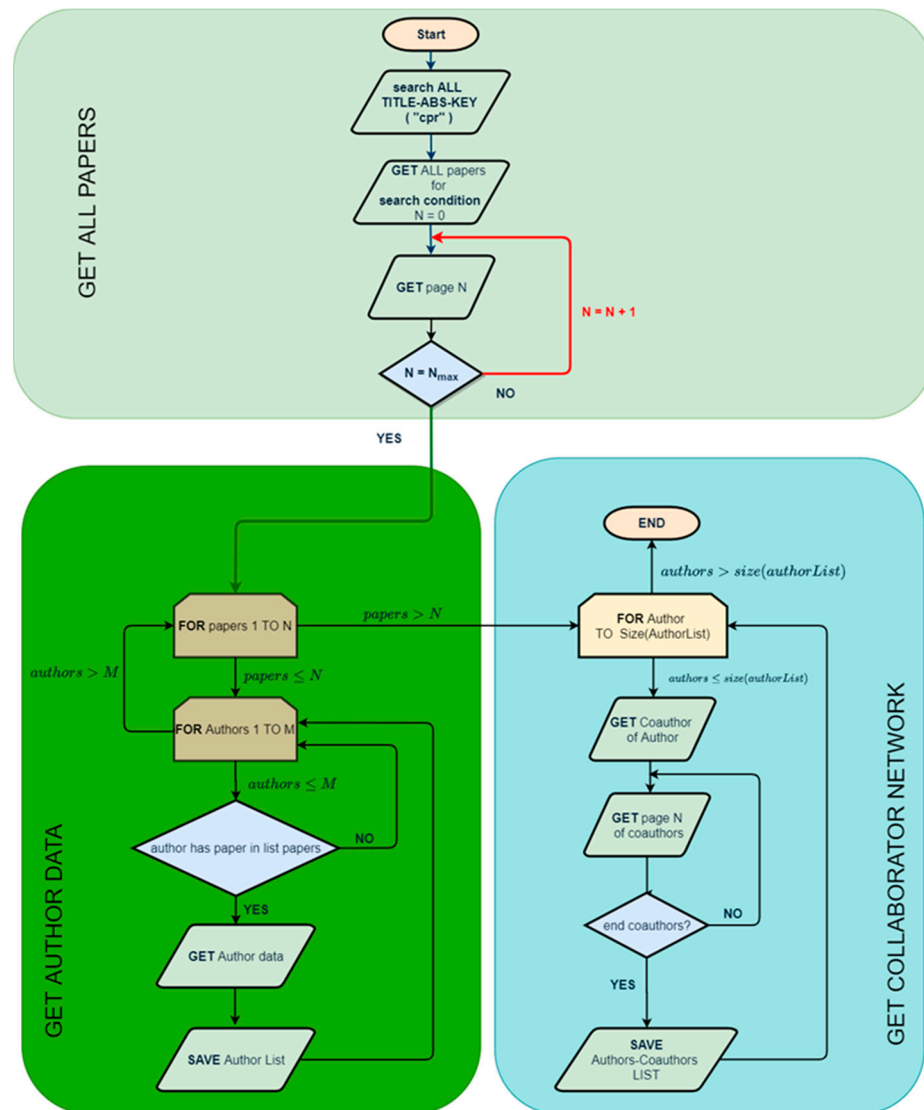 GET ALL PAPERS
Start
search ALL
TITLE-ABS-KEY
( "cpr" )
GET ALL papers
for
search condition
N = 0
GET page N
N = N + 1
N = Nmax
NO
YES
GET AUTHOR DATA
FOR papers 1 TO N
papers > N
authors > M
papers ≤ N
FOR Authors 1 TO M
authors ≤ M
author has paper in list papers
NO
YES
GET Author data
SAVE Author List
GET COLLABORATOR NETWORK
END
authors > size(authorList)
FOR Author
TO Size(AuthorList)
authors ≤ size(authorList)
GET Coauthor
of Author
GET page N
of coauthors
end coauthors?
NO
YES
SAVE
Authors-Coauthors
LIST